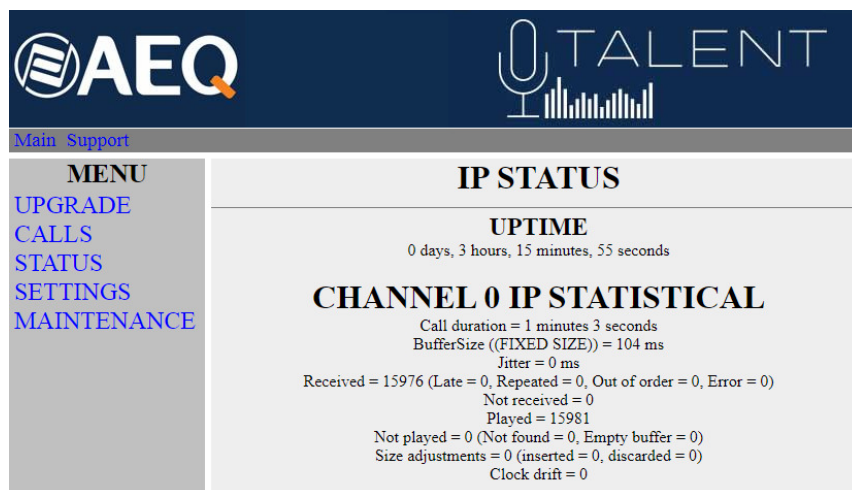 AEQ
TALENT
Main Support
MENU
UPGRADE
CALLS
STATUS
SETTINGS
MAINTENANCE
IP STATUS
UPTIME
0 days, 3 hours, 15 minutes, 55 seconds
CHANNEL 0 IP STATISTICAL
Call duration = 1 minutes 3 seconds
BufferSize ((FIXED SIZE)) = 104 ms
Jitter = 0 ms
Received = 15976 (Late = 0, Repeated = 0, Out of order = 0, Error = 0)
Not received = 0
Played = 15981
Not played = 0 (Not found = 0, Empty buffer = 0)
Size adjustments = 0 (inserted = 0, discarded = 0)
Clock drift = 0